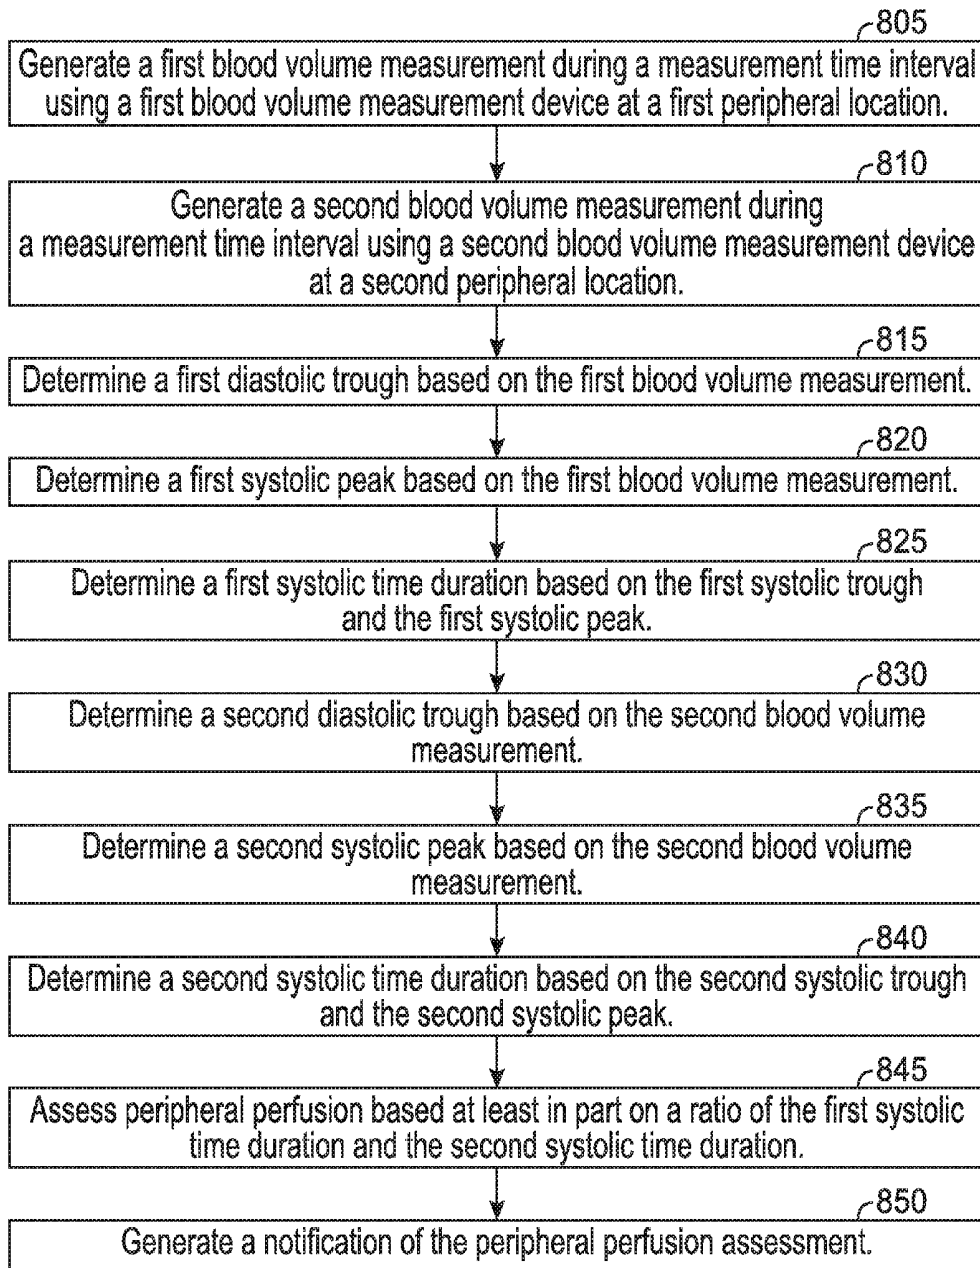 805
Generate a first blood volume measurement during a measurement time interval
using a first blood volume measurement device at a first peripheral location.
810
Generate a second blood volume measurement during
a measurement time interval using a second blood volume measurement device
at a second peripheral location.
815
Determine a first diastolic trough based on the first blood volume measurement.
820
Determine a first systolic peak based on the first blood volume measurement.
825
Determine a first systolic time duration based on the first systolic trough
and the first systolic peak.
830
Determine a second diastolic trough based on the second blood volume
measurement.
835
Determine a second systolic peak based on the second blood volume
measurement.
840
Determine a second systolic time duration based on the second systolic trough
and the second systolic peak.
845
Assess peripheral perfusion based at least in part on a ratio of the first systolic
time duration and the second systolic time duration.
850
Generate a notification of the peripheral perfusion assessment.